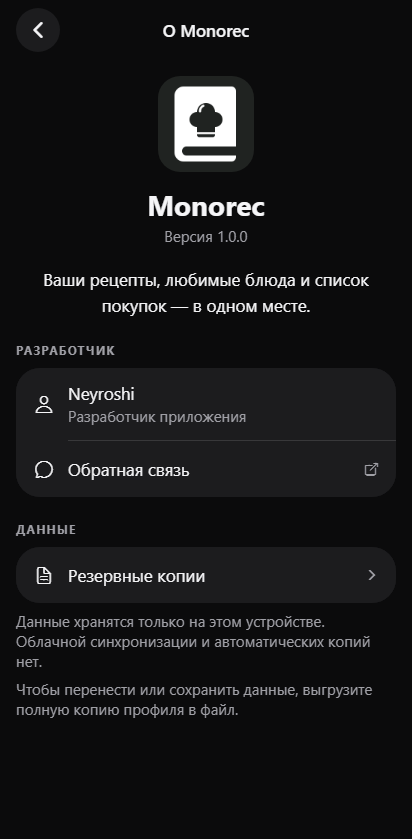 О Monorec
Monorec
Версия 1.0.0
Ваши рецепты, любимые блюда и список
покупок — в одном месте.
РАЗРАБОТЧИК
Neyroshi
Разработчик приложения
Обратная связь
ДАННЫЕ
Резервные копии
Данные хранятся только на этом устройстве.
Облачной синхронизации и автоматических копий
нет.
Чтобы перенести или сохранить данные, выгрузите
полную копию профиля в файл.